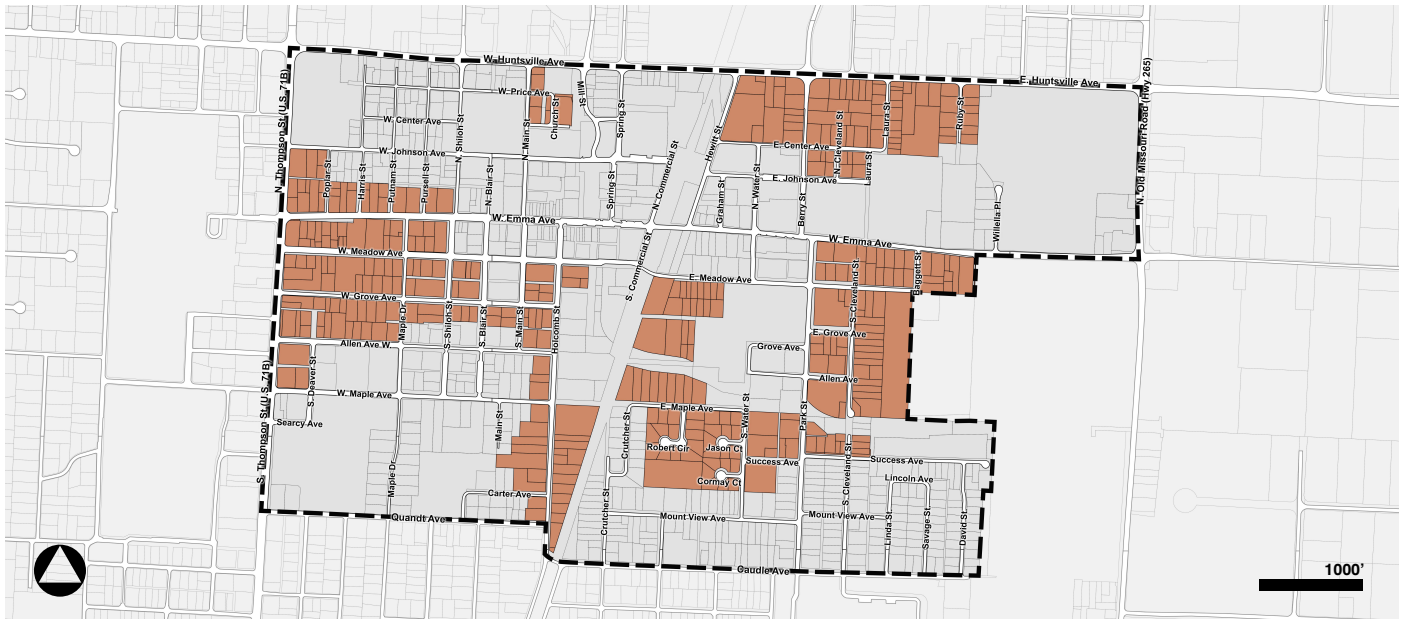 W. Huntsville Ave
E. Huntsville Ave
N. Thompson St (U.S. 71B)
N. Old Missouri Road (Hwy 265)
W. Price Ave
Mill St
Church St
Spring St
W. Center Ave
N. Shiloh St
N. Main St
Hewitt St
N. Commercial St
E. Center Ave
N. Cleveland St
Laura St
Ruby St
W. Johnson Ave
Poplar St
Harris St
Putnam St
Pursell St
N. Blair St
Spring St
Graham St
N. Water St
E. Johnson Ave
Laura St
Berry St
Willella Pl
W. Emma Ave
W. Emma Ave
W. Meadow Ave
S. Commercial St
E. Meadow Ave
S. Cleveland St
Baggett St
W. Grove Ave
Maple Dr
S. Shiloh St
S. Blair St
S. Main St
Holcomb St
Allen Ave W
E. Grove Ave
Grove Ave
S. Deaver St
Allen Ave
W. Maple Ave
E. Maple Ave
S. Thompson St (U.S. 71B)
Searcy Ave
Main St
Crutcher St
S. Water St
Park St
Robert Cir
Jason Ct
Success Ave
Success Ave
Maple Dr
Cormay Ct
S. Cleveland St
Lincoln Ave
Carter Ave
Crutcher St
Quandt Ave
Mount View Ave
Mount View Ave
Linda St
Savage St
David St
Caudle Ave
1000’